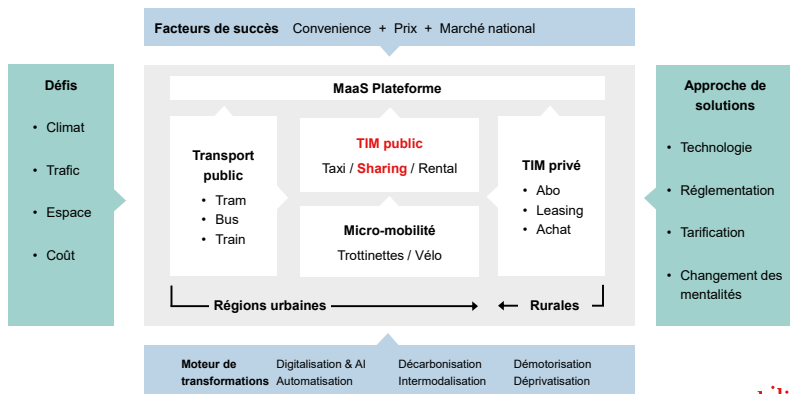 Facteurs de succès Convenience + Prix + Marché national
Défis
• Climat
• Trafic
• Espace
• Coût
MaaS Plateforme
Transport
public
• Tram
• Bus
• Train
TIM public
Taxi / Sharing / Rental
Micro-mobilité
Trottinettes / Vélo
TIM privé
• Abo
• Leasing
• Achat
Régions urbaines
Rurales
Approche de
solutions
• Technologie
• Réglementation
• Tarification
• Changement des
mentalités
Moteur de Digitalisation & AI Décarbonisation Démotorisation
transformations Automatisation Intermodalisation Déprivatisation